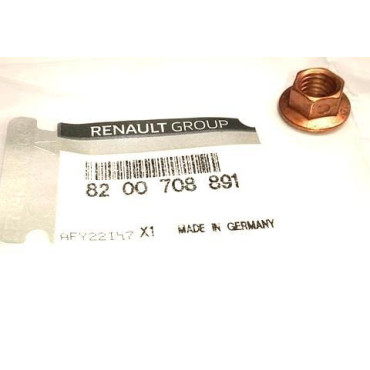 RENAULT GROUP
82 00 708 891
AFY22147 X1 MADE IN GERMANY